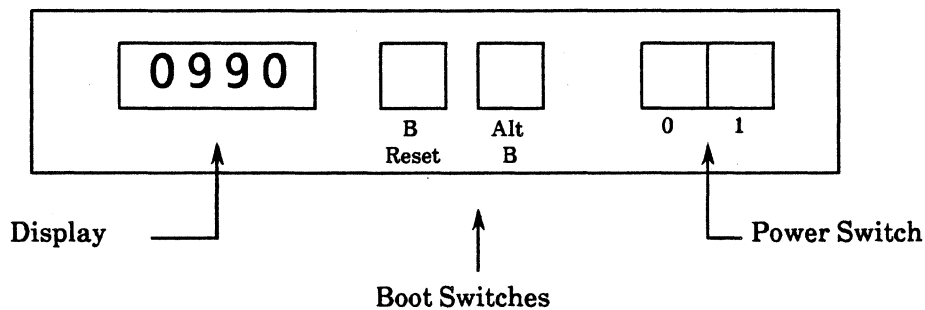 0990
B Alt 0 1
Reset B
Display Power Switch
Boot Switches